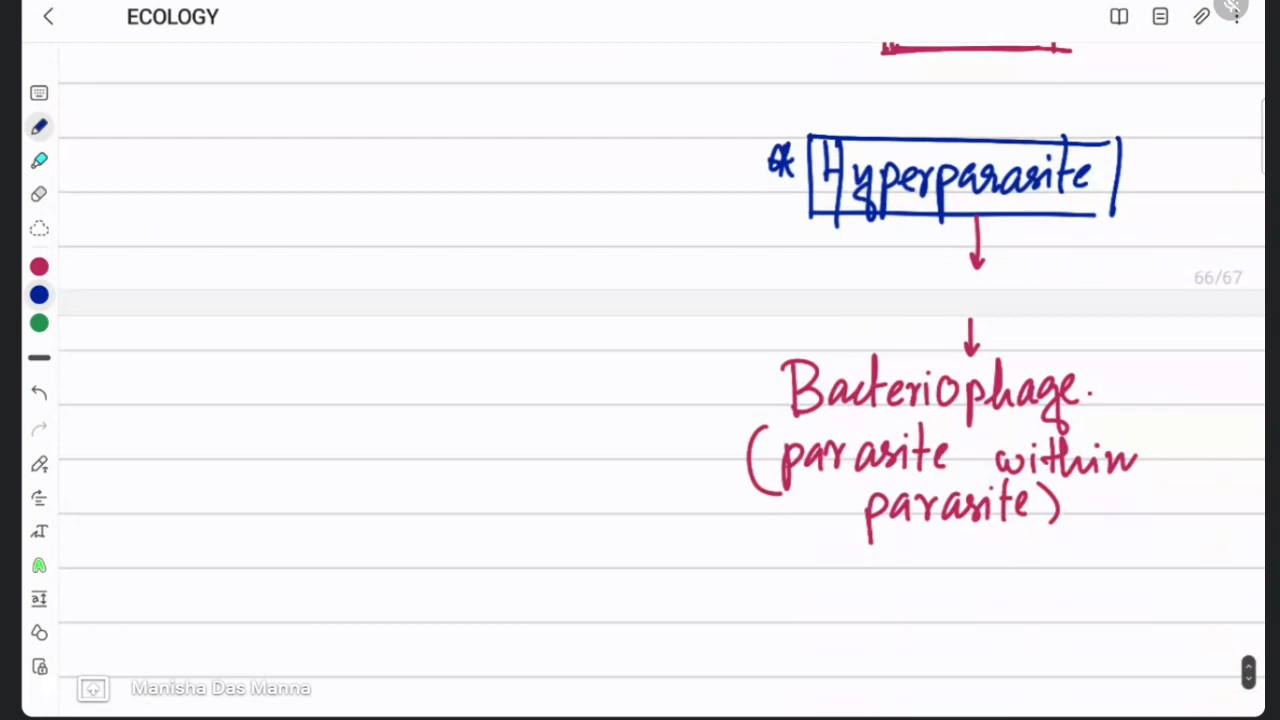 ECOLOGY
* Hyperparasite
66/67
Bacteriophage.
(parasite within
parasite)
Manisha Das Manna